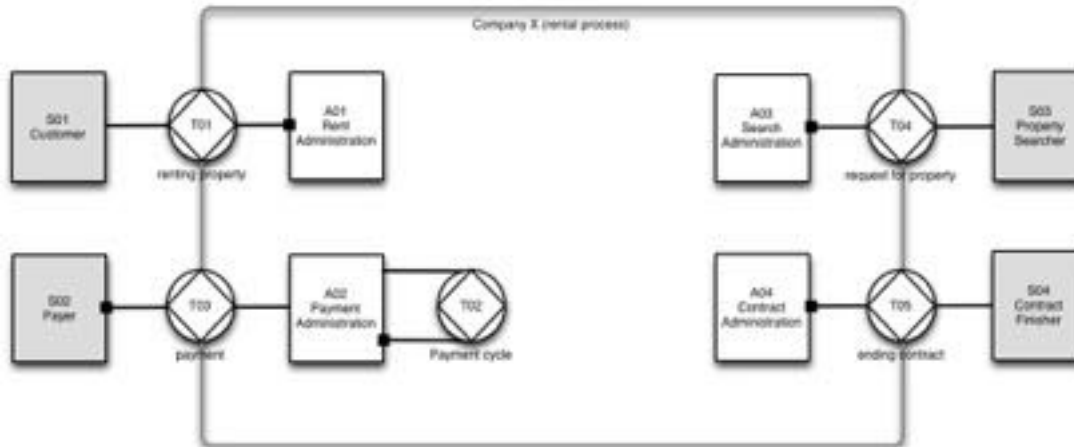 Company X (rental process)
S01
Customer
T01
renting property
A01
Rent
Administration
A03
Search
Administration
T04
request for property
S03
Property
Searcher
S02
Payer
T03
payment
A02
Payment
Administration
T02
Payment cycle
A04
Contract
Administration
T05
ending contract
S04
Contract
Finisher